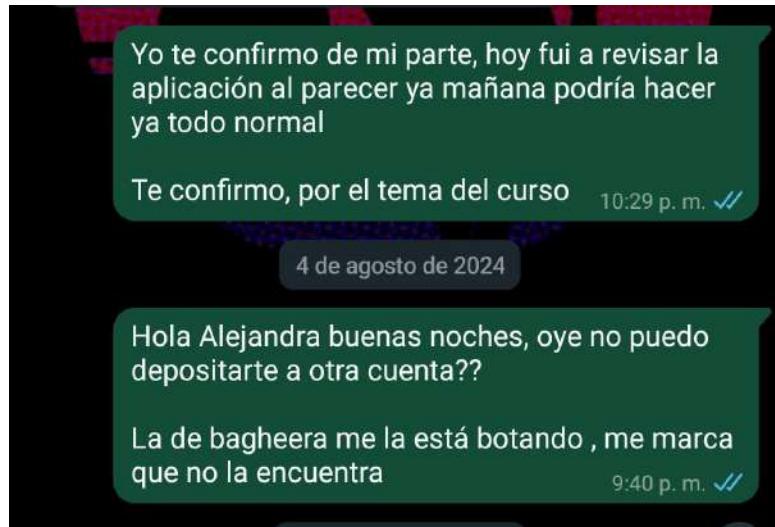 Yo te confirmo de mi parte, hoy fui a revisar la
aplicación al parecer ya mañana podría hacer
ya todo normal
Te confirmo, por el tema del curso
10:29 p. m.
4 de agosto de 2024
Hola Alejandra buenas noches, oye no puedo
depositarte a otra cuenta??
La de bagheera me la está botando , me marca
que no la encuentra
9:40 p. m.